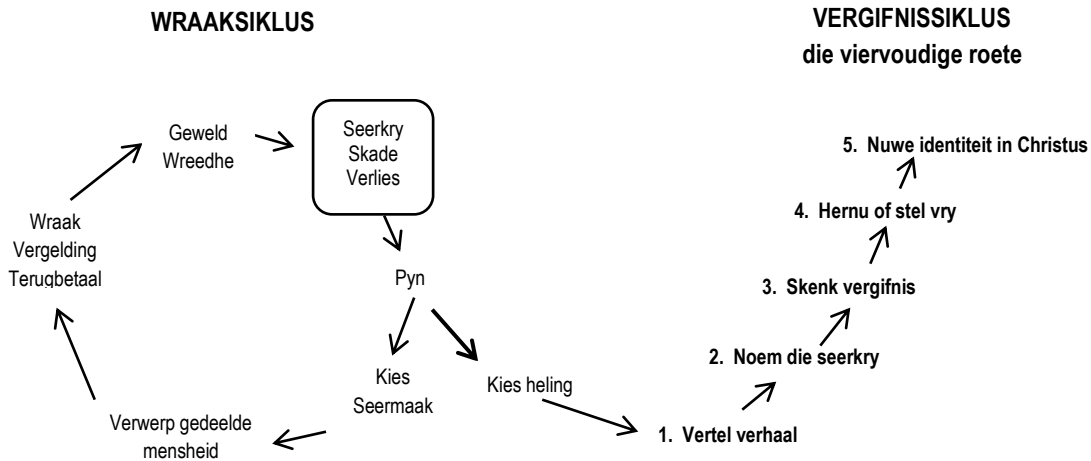 WRAAKSIKLUS
VERGIFNISSIKLUS
die viervoudige roete
Geweld
Wreedhe
Seerkry
Skade
Verlies
Wraak
Vergelding
Terugbetaal
Pyn
Kies
Seermaak
Kies heling
Verwerp gedeelde
mensheid
5. Nuwe identiteit in Christus
4. Hernu of stel vry
3. Skenk vergifnis
2. Noem die seerkry
1. Vertel verhaal